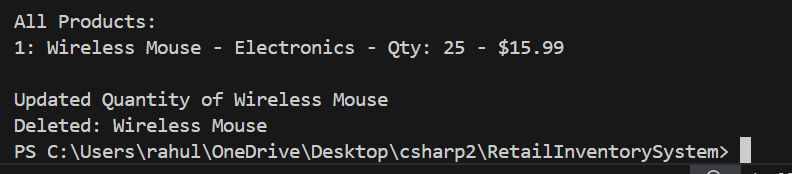 All Products:
1: Wireless Mouse - Electronics - Qty: 25 - $15.99
Updated Quantity of Wireless Mouse
Deleted: Wireless Mouse
PS C:\Users\rahul\OneDrive\Desktop\csharp2\RetailInventorySystem>